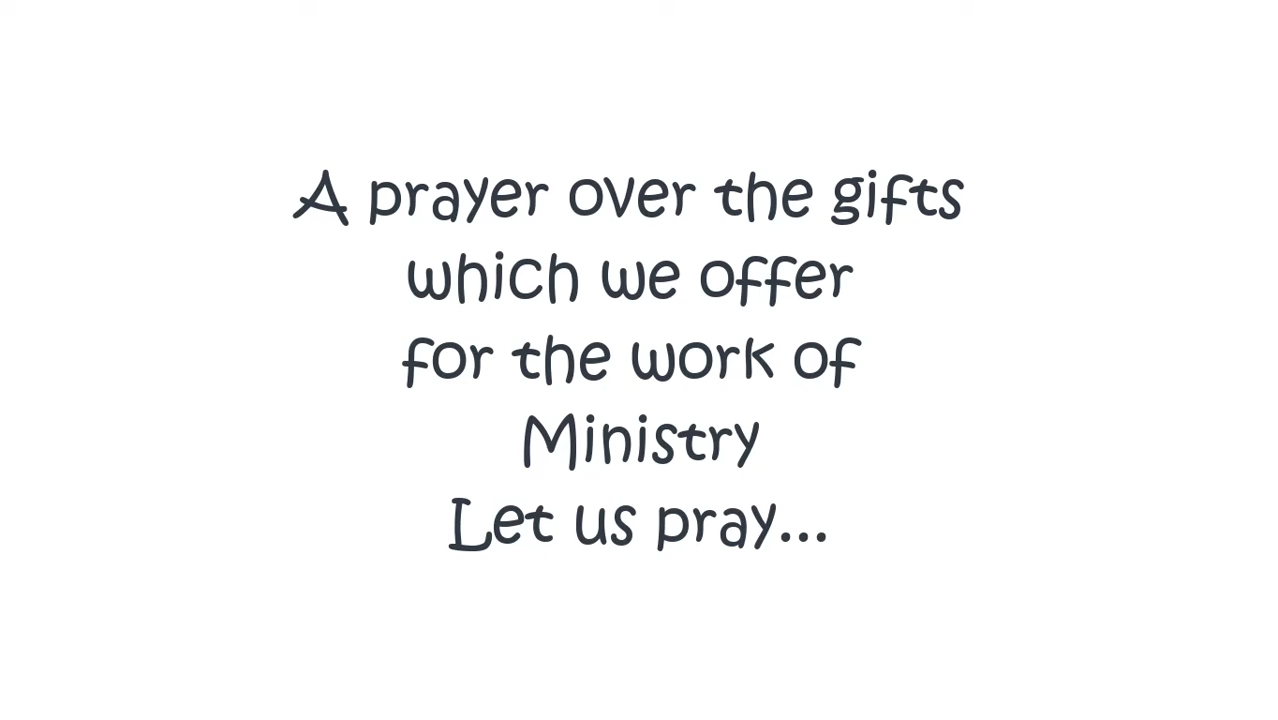 A prayer over the gifts
which we offer
for the work of
Ministry
Let us pray...